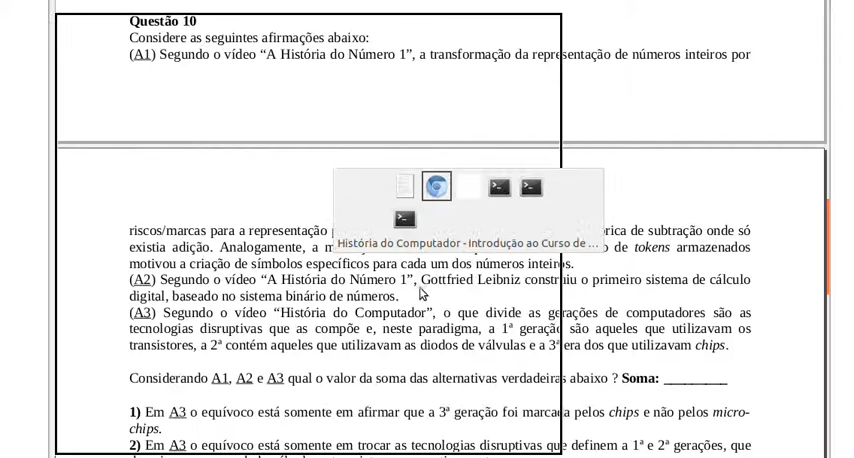 Questão 10
Considere as seguintes afirmações abaixo:
(A1) Segundo o vídeo “A História do Número 1”, a transformação da representação de números inteiros por
riscos/marcas para a representação
de subtração onde só
História do Computador - Introdução ao Curso de ...
existia adição. Analogamente, a
de tokens armazenados
motivou a criação de símbolos específicos para cada um dos números inteiros.
(A2) Segundo o vídeo “A História do Número 1”, Gottfried Leibniz construiu o primeiro sistema de cálculo
digital, baseado no sistema binário de números.
(A3) Segundo o vídeo “História do Computador”, o que divide as gerações de computadores são as
tecnologias disruptivas que as compõe e, neste paradigma, a 1ª geração são aqueles que utilizavam os
transistores, a 2ª contém aqueles que utilizavam as diodos de válvulas e a 3ª era dos que utilizavam chips.
Considerando A1, A2 e A3 qual o valor da soma das alternativas verdadeiras abaixo ? Soma: _________
1) Em A3 o equívoco está somente em afirmar que a 3ª geração foi marcada pelos chips e não pelos micro-
chips.
2) Em A3 o equívoco está somente em trocar as tecnologias disruptivas que definem a 1ª e 2ª gerações, que